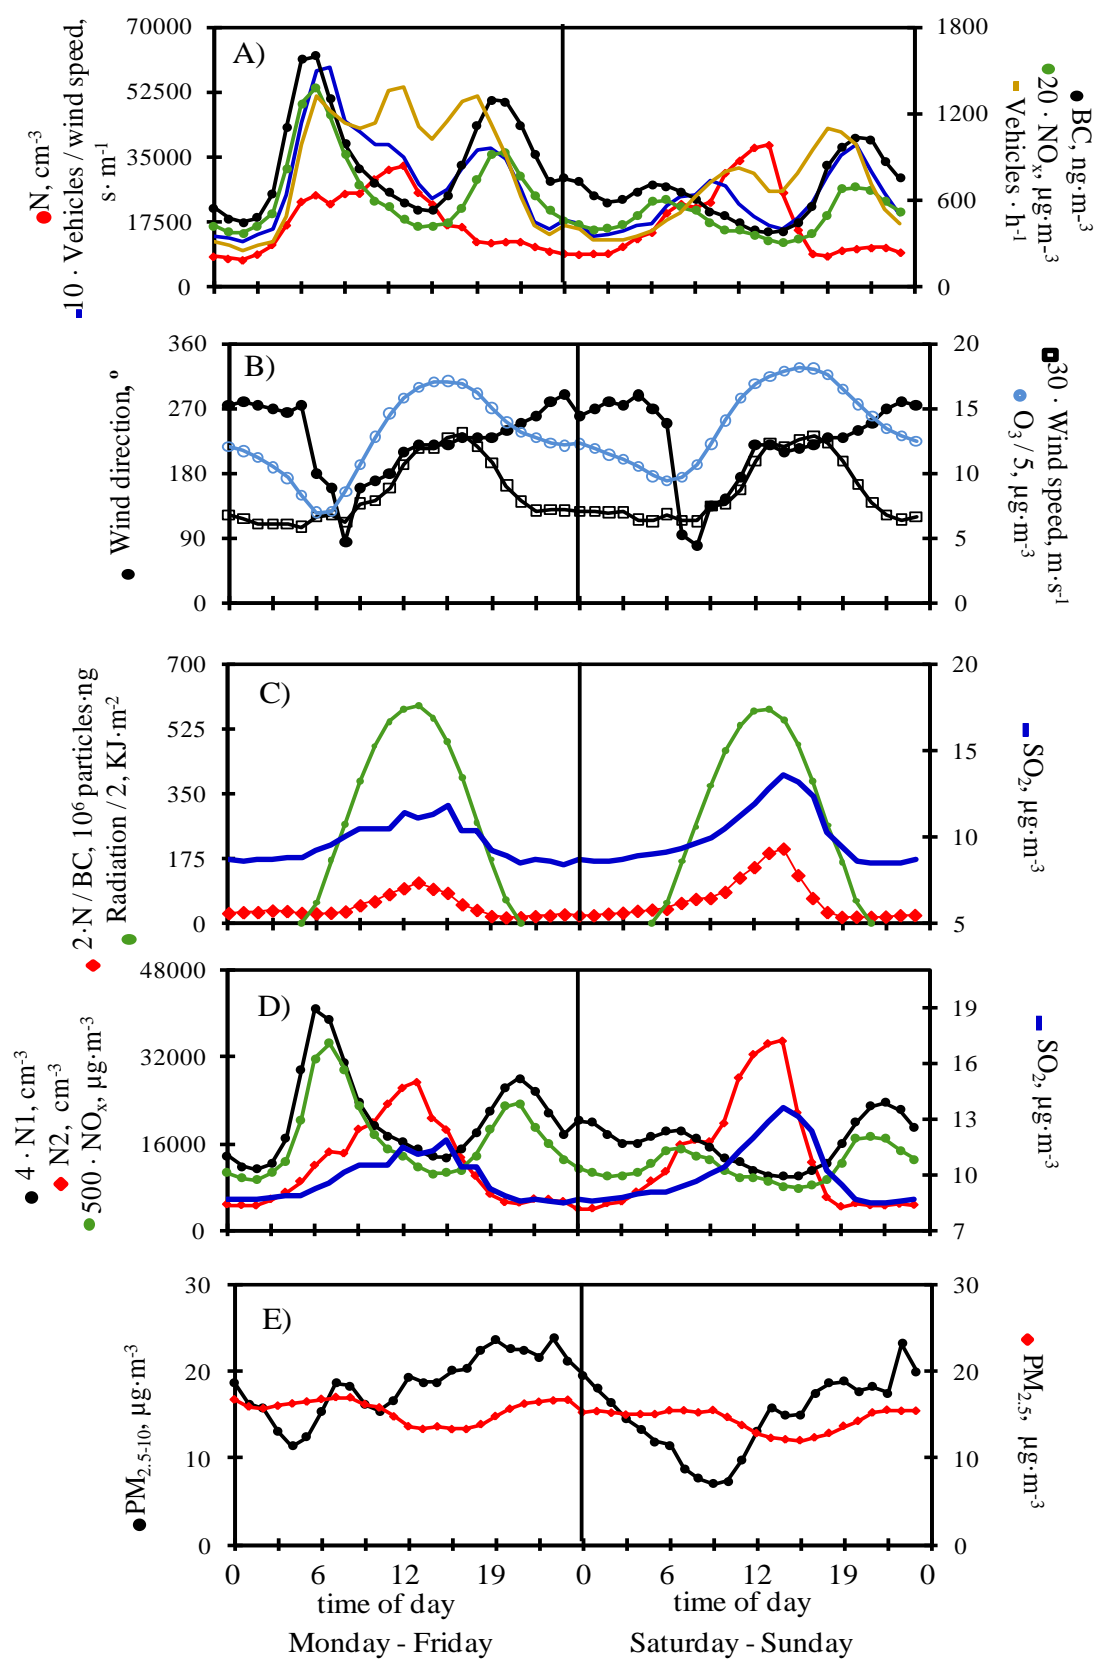 A)
70000
52500
35000
17500
0
1800
1200
600
0
N, cm-3
10 · Vehicles / wind speed,
s· m-1
BC, ng·m-3
20 · NOx, µg·m-3
Vehicles · h-1
B)
360
270
180
90
0
20
15
10
5
0
Wind direction, º
30 · Wind speed, m·s-1
O3 / 5, µg·m-3
C)
700
525
350
175
0
20
15
10
5
2·N / BC, 106 particles·ng
Radiation / 2, KJ·m-2
SO2, µg·m-3
D)
48000
32000
16000
0
19
16
13
10
7
4 · N1, cm-3
N2, cm-3
500 · NOx, µg·m-3
SO2, µg·m-3
E)
30
20
10
0
30
20
10
0
PM2.5-10, µg·m-3
PM2.5, µg·m-3
0 6 12 19 0 6 12 19 0
time of day time of day
Monday - Friday Saturday - Sunday